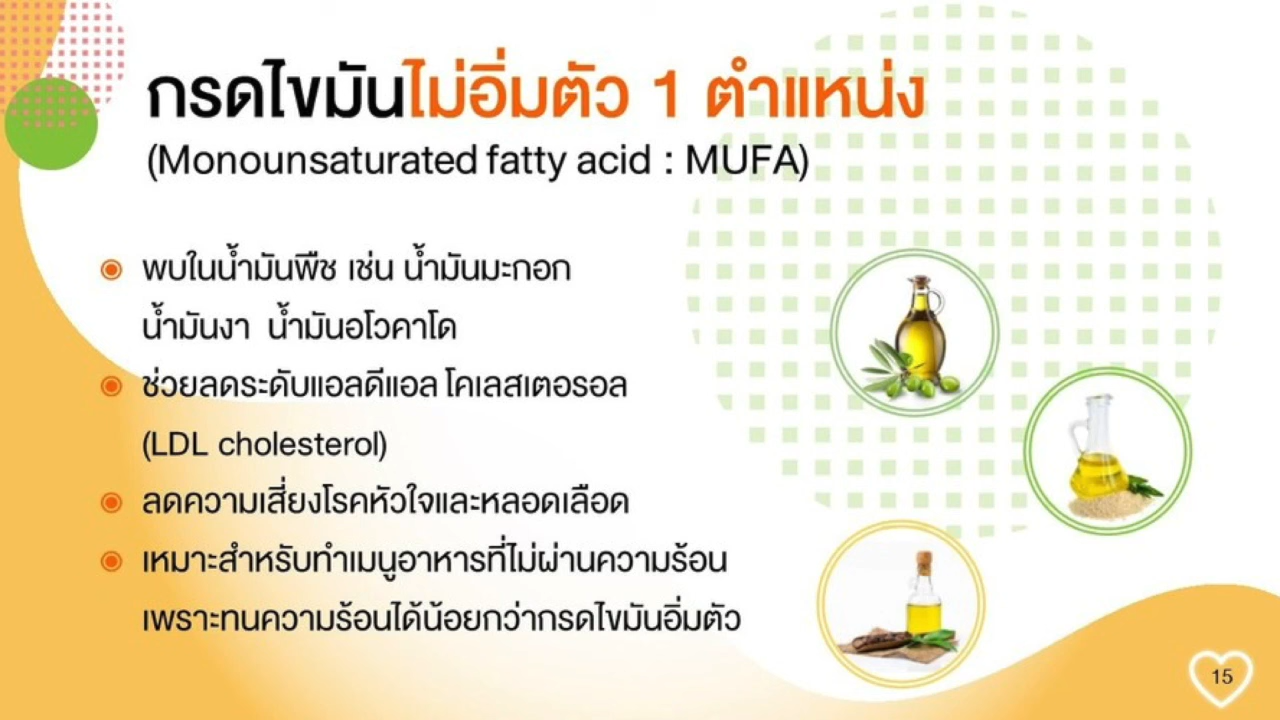 กรดไขมันไม่อิ่มตัว 1 ตำแหน่ง
(Monounsaturated fatty acid : MUFA)
พบในน้ำมันพืช เช่น น้ำมันมะกอก
น้ำมันงา น้ำมันอโวคาโด
ช่วยลดระดับแอลดีแอล โคเลสเตอรอล
(LDL cholesterol)
ลดความเสี่ยงโรคหัวใจและหลอดเลือด
เหมาะสำหรับทำเมนูอาหารที่ไม่ผ่านความร้อน
เพราะทนความร้อนได้น้อยกว่ากรดไขมันอิ่มตัว
15